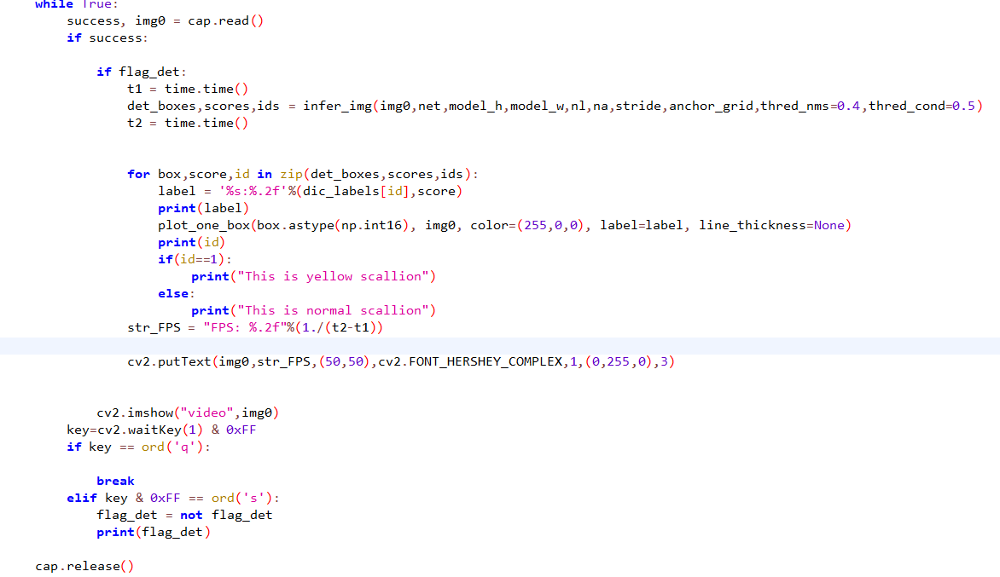 while True:
success, img0 = cap.read()
if success:
if flag_det:
t1 = time.time()
det_boxes,scores,ids = infer_img(img0,net,model_h,model_w,nl,na,stride,anchor_grid,thred_nms=0.4,thred_cond=0.5)
t2 = time.time()
for box,score,id in zip(det_boxes,scores,ids):
label = '%s:%.2f'%(dic_labels[id],score)
print(label)
plot_one_box(box.astype(np.int16), img0, color=(255,0,0), label=label, line_thickness=None)
print(id)
if(id==1):
print("This is yellow scallion")
else:
print("This is normal scallion")
str_FPS = "FPS: %.2f"%(1./(t2-t1))
cv2.putText(img0,str_FPS,(50,50),cv2.FONT_HERSHEY_COMPLEX,1,(0,255,0),3)
cv2.imshow("video",img0)
key=cv2.waitKey(1) & 0xFF
if key == ord('q'):
break
elif key & 0xFF == ord('s'):
flag_det = not flag_det
print(flag_det)
cap.release()